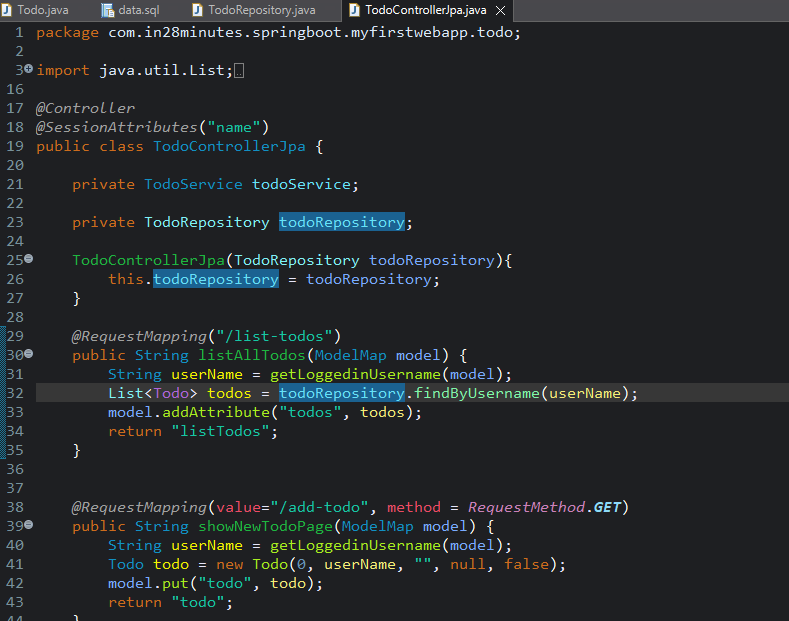 Todo.java data.sql TodoRepository.java TodoControllerJpa.java
1 package com.in28minutes.springboot.myfirstwebapp.todo;
2
3 import java.util.List;
16
17 @Controller
18 @SessionAttributes("name")
19 public class TodoControllerJpa {
20
21     private TodoService todoService;
22
23     private TodoRepository todoRepository;
24
25     TodoControllerJpa(TodoRepository todoRepository){
26         this.todoRepository = todoRepository;
27     }
28
29     @RequestMapping("/list-todos")
30     public String listAllTodos(ModelMap model) {
31         String userName = getLoggedinUsername(model);
32         List<Todo> todos = todoRepository.findByUsername(userName);
33         model.addAttribute("todos", todos);
34         return "listTodos";
35     }
36
37
38     @RequestMapping(value="/add-todo", method = RequestMethod.GET)
39     public String showNewTodoPage(ModelMap model) {
40         String userName = getLoggedinUsername(model);
41         Todo todo = new Todo(0, userName, "", null, false);
42         model.put("todo", todo);
43         return "todo";
44     }